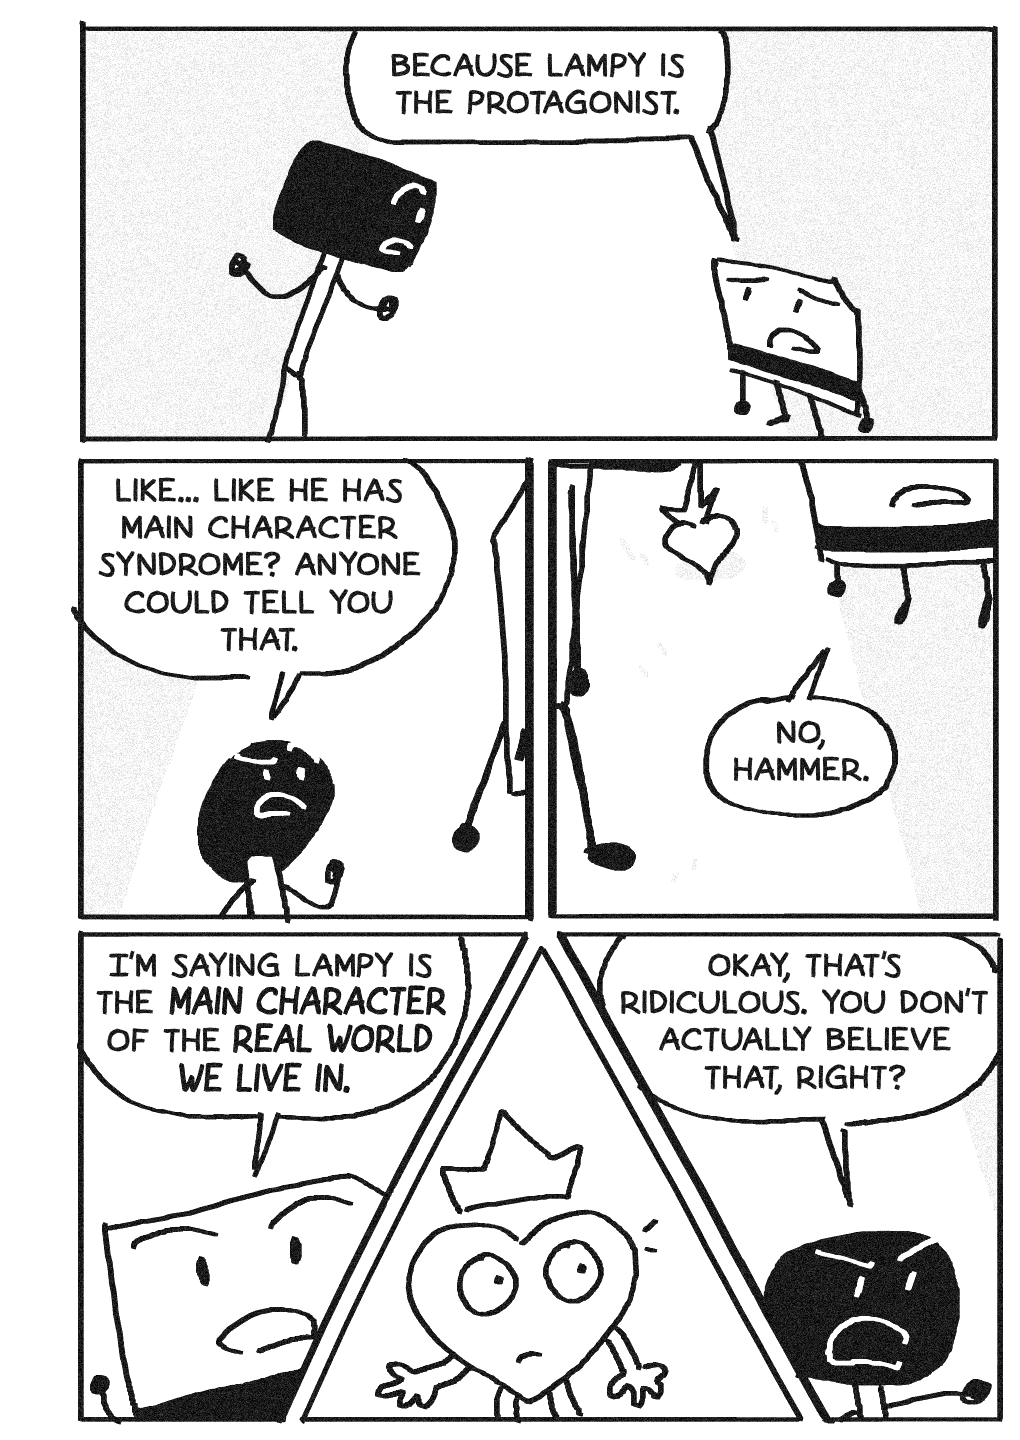 BECAUSE LAMPY IS
THE PROTAGONIST.
LIKE... LIKE HE HAS
MAIN CHARACTER
SYNDROME? ANYONE
COULD TELL YOU
THAT.
NO,
HAMMER.
I'M SAYING LAMPY IS
THE MAIN CHARACTER
OF THE REAL WORLD
WE LIVE IN.
OKAY, THAT'S
RIDICULOUS. YOU DON'T
ACTUALLY BELIEVE
THAT, RIGHT?